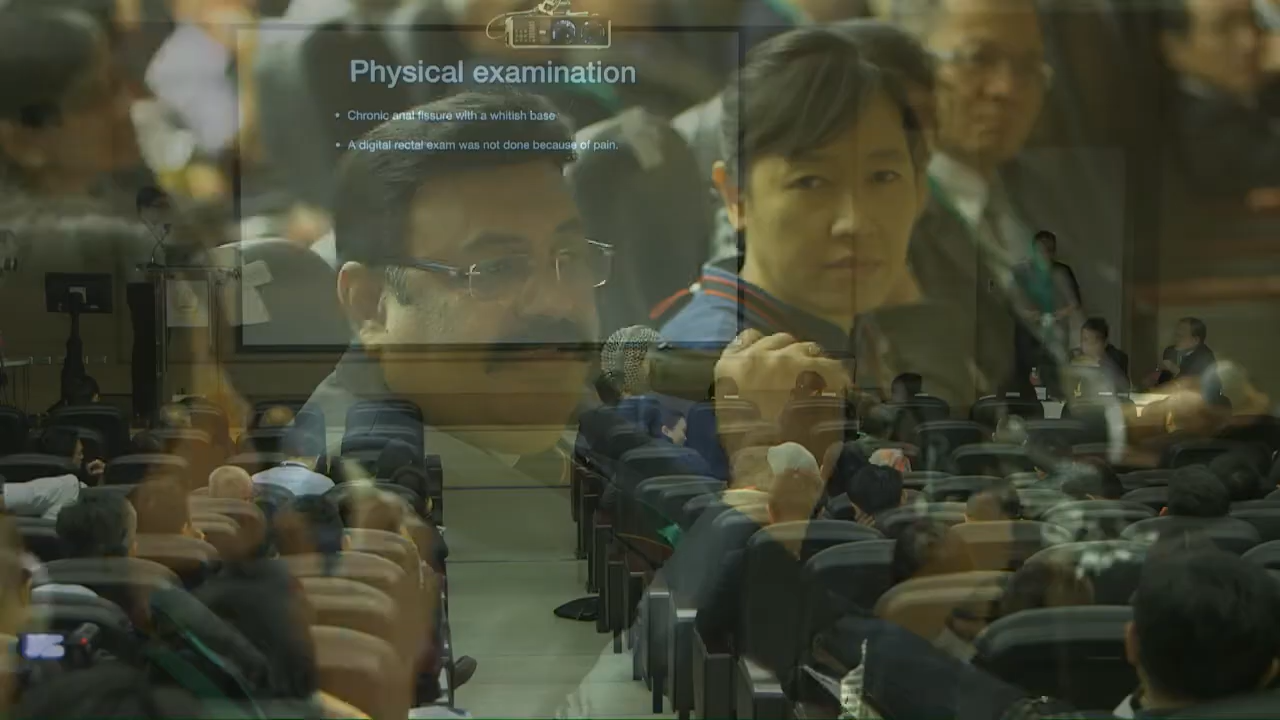 Physical examination
• Chronic anal fissure with a whitish base
• A digital rectal exam was not done because of pain.